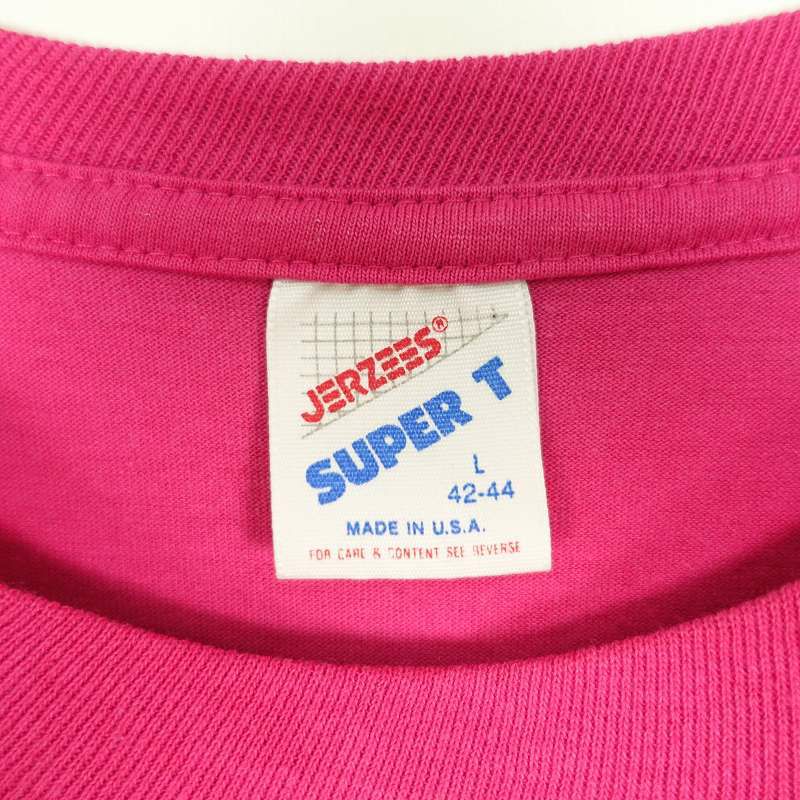 JERZEES®
SUPER T
L
42-44
MADE IN U.S.A.
FOR CARE & CONTENT SEE REVERSE